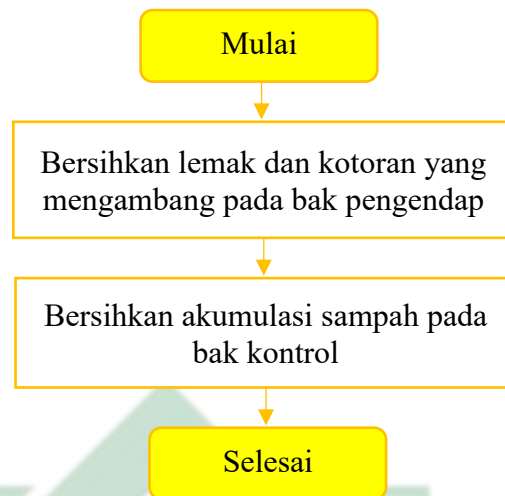 Mulai
Bersihkan lemak dan kotoran yang
mengambang pada bak pengendap
Bersihkan akumulasi sampah pada
bak kontrol
Selesai